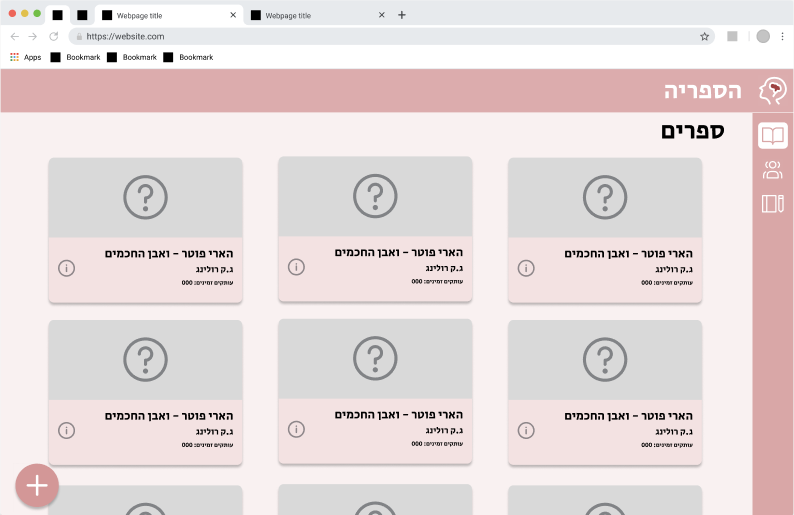 Webpage title
Webpage title
https://website.com
Apps
Bookmark
Bookmark
Bookmark
הספריה
ספרים
הארי פוטר - ואבן החכמים
ג.ק רולינג
עותקים זמינים: 000
הארי פוטר - ואבן החכמים
ג.ק רולינג
עותקים זמינים: 000
הארי פוטר - ואבן החכמים
ג.ק רולינג
עותקים זמינים: 000
הארי פוטר - ואבן החכמים
ג.ק רולינג
עותקים זמינים: 000
הארי פוטר - ואבן החכמים
ג.ק רולינג
עותקים זמינים: 000
הארי פוטר - ואבן החכמים
ג.ק רולינג
עותקים זמינים: 000